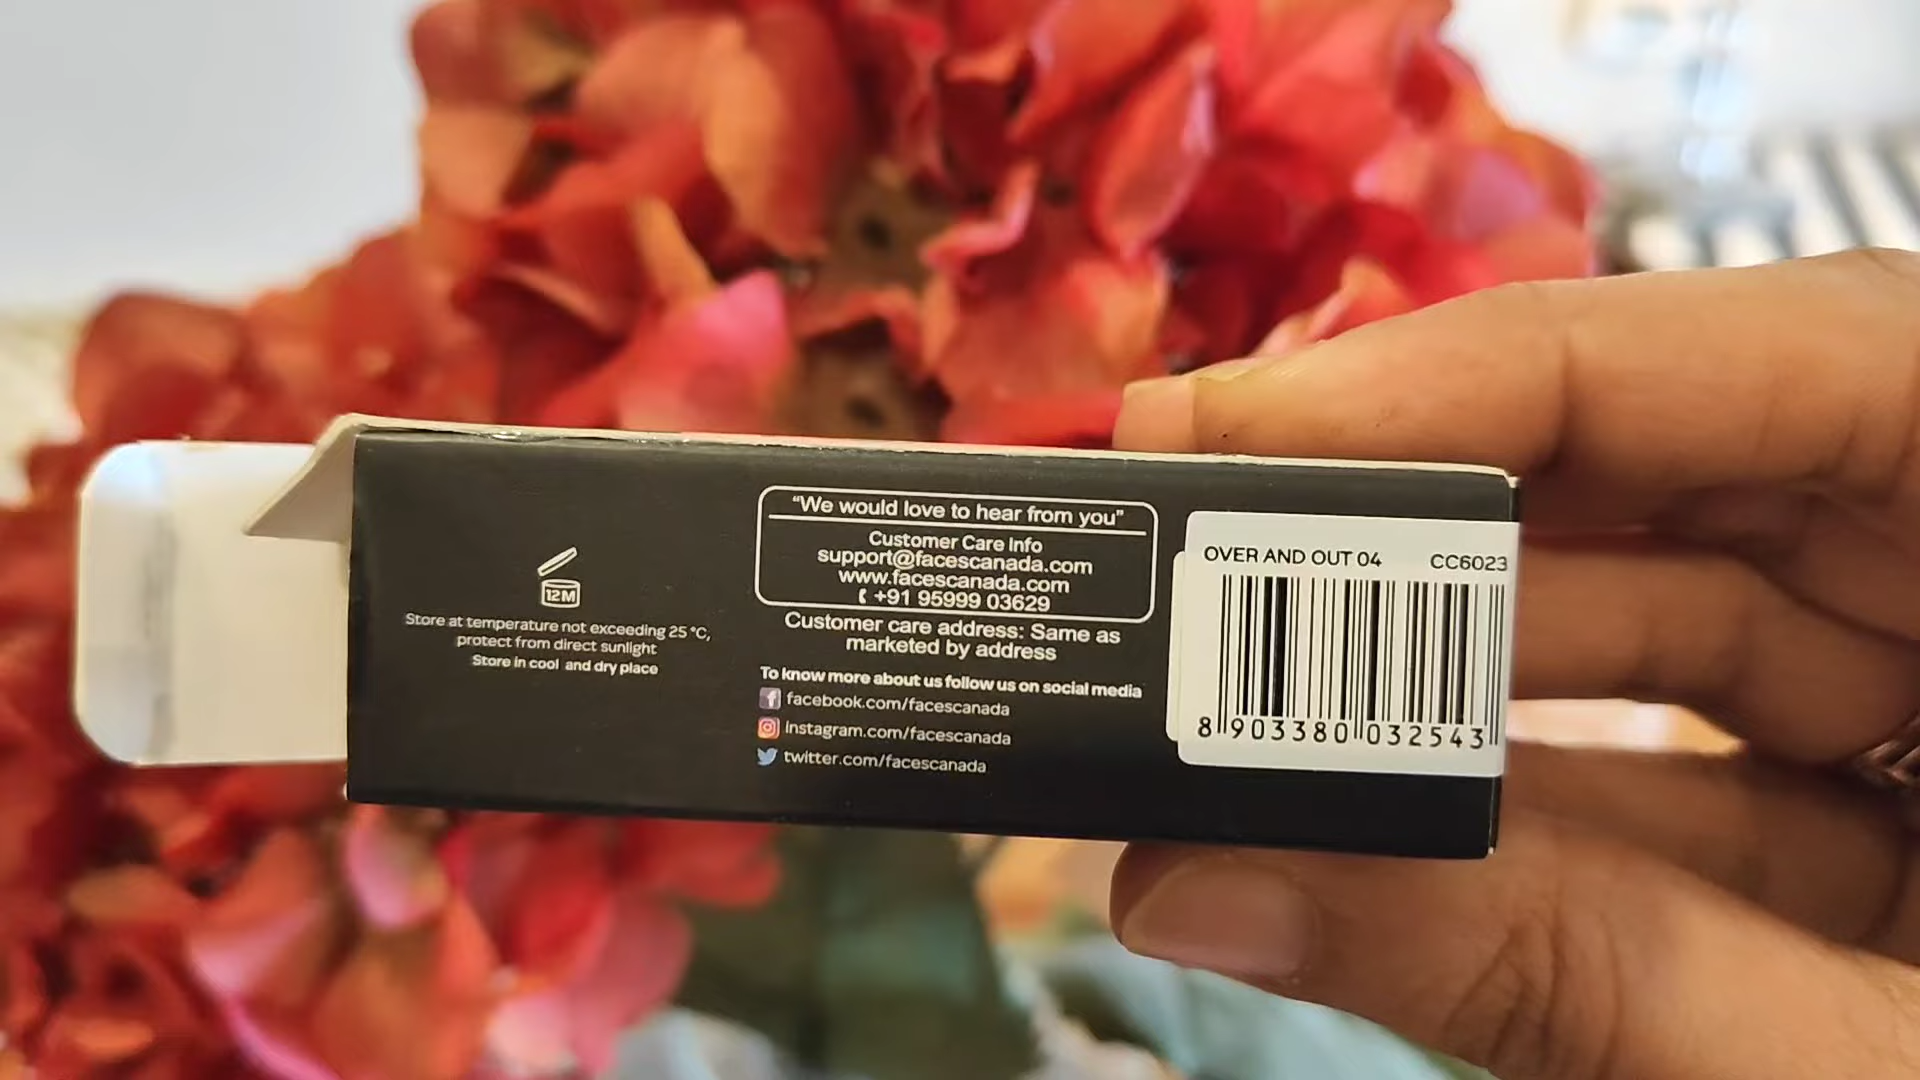 12M
Store at temperature not exceeding 25 °C,
protect from direct sunlight
Store in cool and dry place
“We would love to hear from you”
Customer Care Info
support@facescanada.com
www.facescanada.com
+91 95999 03629
Customer care address: Same as
marketed by address
To know more about us follow us on social media
facebook.com/facescanada
instagram.com/facescanada
twitter.com/facescanada
OVER AND OUT 04 CC6023
8 903380 032543